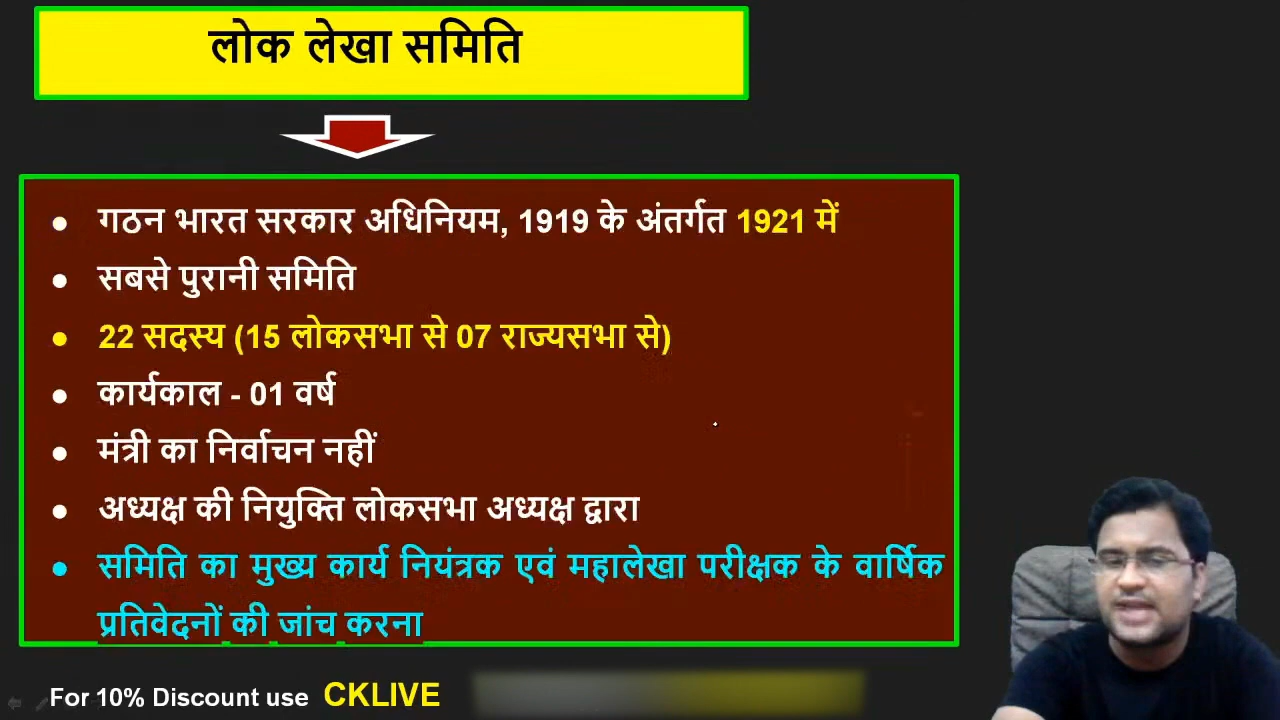 लोक लेखा समिति
• गठन भारत सरकार अधिनियम, 1919 के अंतर्गत 1921 में
• सबसे पुरानी समिति
• 22 सदस्य (15 लोकसभा से 07 राज्यसभा से)
• कार्यकाल - 01 वर्ष
• मंत्री का निर्वाचन नहीं
• अध्यक्ष की नियुक्ति लोकसभा अध्यक्ष द्वारा
• समिति का मुख्य कार्य नियंत्रक एवं महालेखा परीक्षक के वार्षिक
प्रतिवेदनों की जांच करना
For 10% Discount use CKLIVE